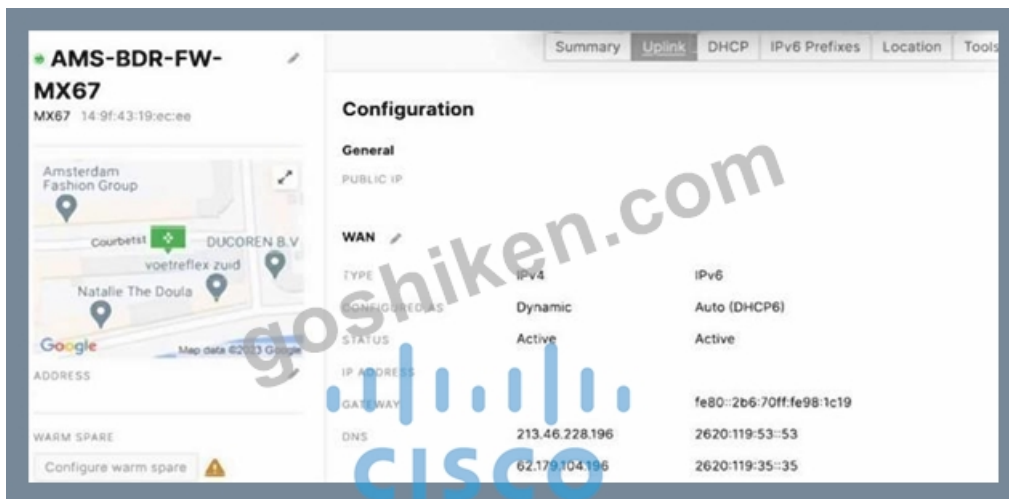 AMS-BDR-FW-
MX67
MX67 14:9f:43:19:ec:ee
Amsterdam
Fashion Group
Courbetst
DUCOREN B.V
voetreflex zuid
Natalie The Doula
Google
Map data ©2023 Google
ADDRESS
WARM SPARE
Configure warm spare
Summary Uplink DHCP IPv6 Prefixes Location Tools
Configuration
General
PUBLIC IP
WAN
TYPE IPv4 IPv6
CONFIGURED AS Dynamic Auto (DHCP6)
STATUS Active Active
IP ADDRESS
GATEWAY fe80::2b6:70ff:fe98:1c19
DNS 213.46.228.196 2620:119:53::53
62.179.104.196 2620:119:35::35
goshiken.com
CISCO